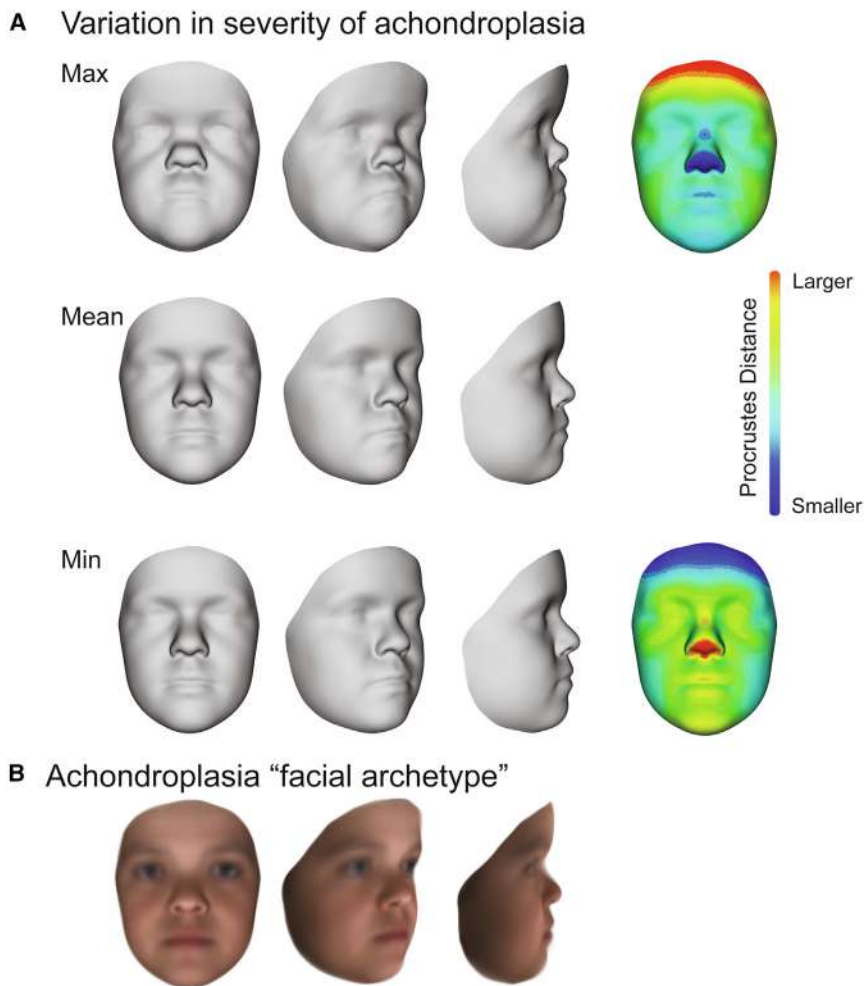 A Variation in severity of achondroplasia
Max
Mean
Larger
Procrustes Distance
Smaller
Min
B Achondroplasia “facial archetype”